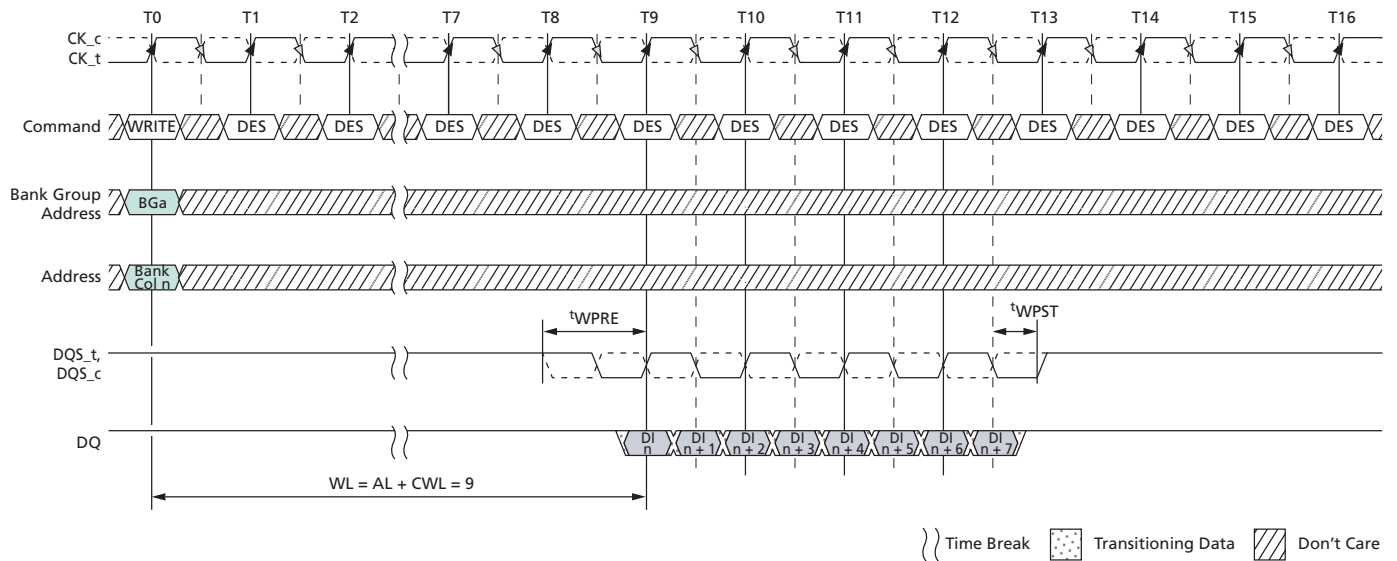 T0 T1 T2 T7 T8 T9 T10 T11 T12 T13 T14 T15 T16
CK_c
CK_t
Command WRITE DES DES DES DES DES DES DES DES DES DES DES DES
Bank Group
Address
BGa
Address
Bank
Col n
tWPRE
tWPST
DQS_t,
DQS_c
DQ
DI n DI n + 1 DI n + 2 DI n + 3 DI n + 4 DI n + 5 DI n + 6 DI n + 7
WL = AL + CWL = 9
Time Break Transitioning Data Don't Care